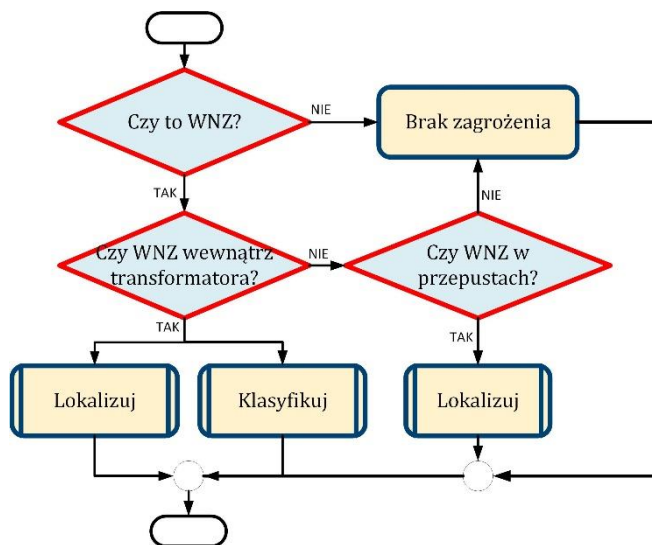 Czy to WNZ?
NIE
Brak zagrożenia
TAK
NIE
Czy WNZ wewnątrz
transformatora?
NIE
Czy WNZ w
przepustach?
TAK
TAK
Lokalizuj
Klasyfikuj
Lokalizuj